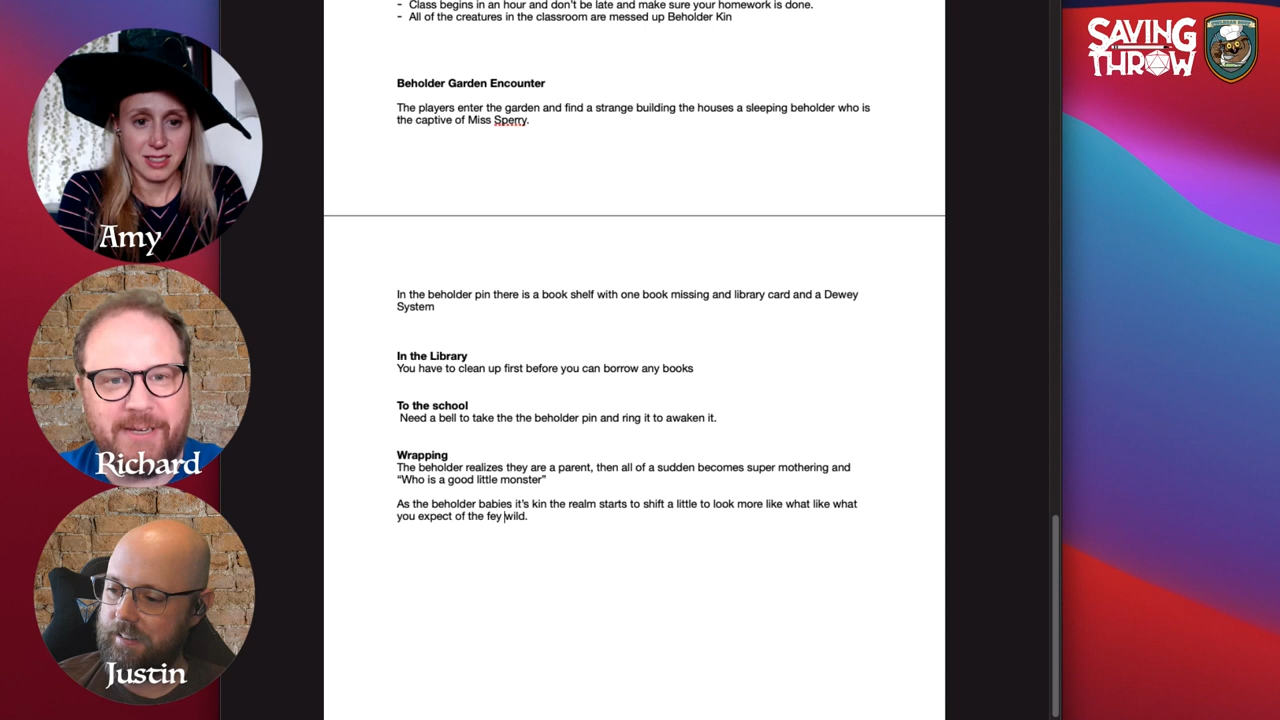 - Class begins in an hour and don't be late and make sure your homework is done.
- All of the creatures in the classroom are messed up Beholder Kin
SAVING
THROW
Beholder Garden Encounter
The players enter the garden and find a strange building the houses a sleeping beholder who is
the captive of Miss Sperry.
Amy
In the beholder pin there is a book shelf with one book missing and library card and a Dewey
System
In the Library
You have to clean up first before you can borrow any books
To the school
Need a bell to take the the beholder pin and ring it to awaken it.
Wrapping
The beholder realizes they are a parent, then all of a sudden becomes super mothering and
“Who is a good little monster”
Richard
As the beholder babies it’s kin the realm starts to shift a little to look more like what like what
you expect of the fey wild.
Justin